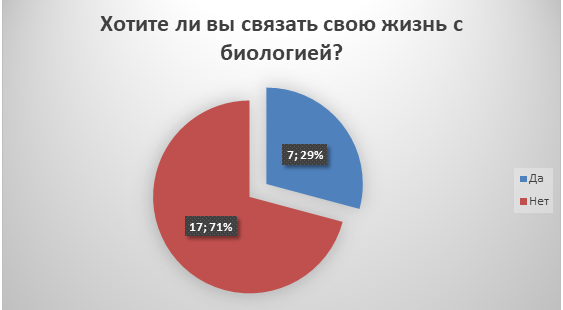 Хотите ли вы связать свою жизнь с
биологией?
7; 29%
17; 71%
Да
Нет